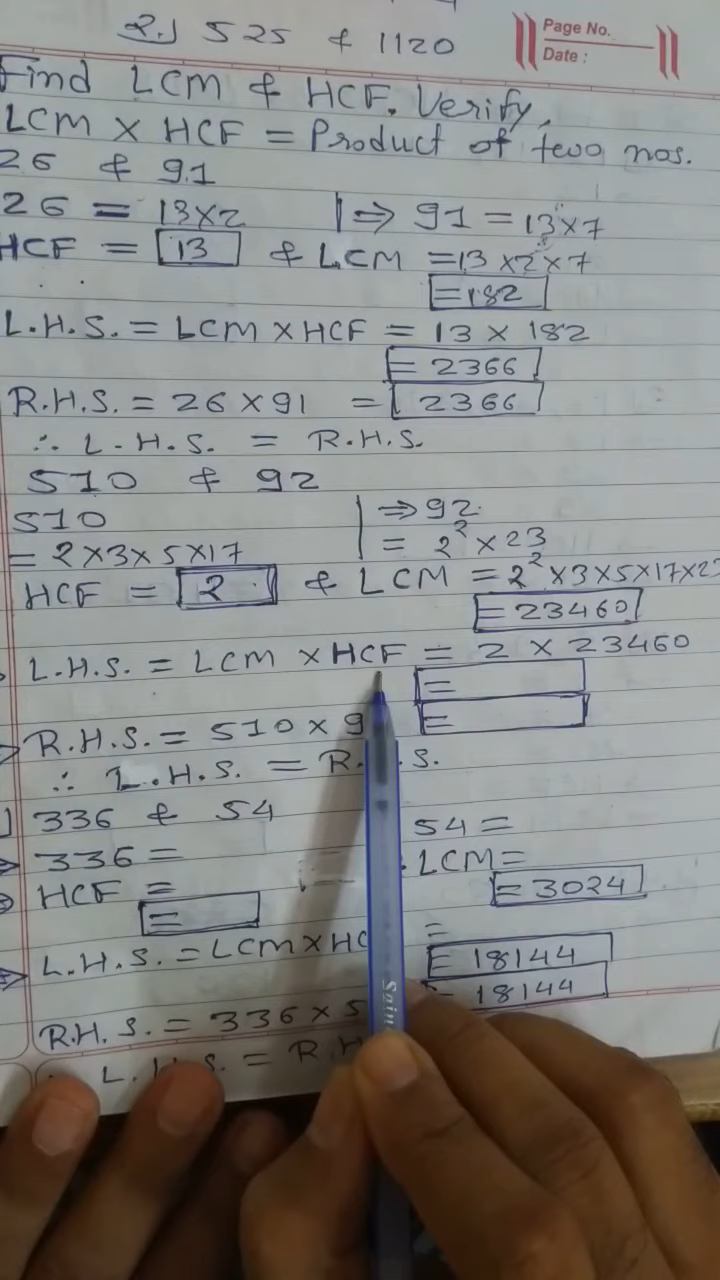 2.] 525 & 1120
Page No.
Date :
Find LCM & HCF. Verify,
LCM × HCF = Product of two nos.
26 & 91
26 = 13×2 | ⇒ 91 = 13×7
HCF = 13 & LCM = 13 ×2×7
= 182
L.H.S. = LCM × HCF = 13 × 182
= 2366
R.H.S. = 26 × 91 = 2366
∴ L.H.S. = R.H.S.
510 & 92
510 | ⇒ 92
= 2×3×5×17 | = 2² × 23
HCF = 2 & LCM = 2²×3×5×17×23
= 23460
L.H.S. = LCM × HCF = 2 × 23460
=
R.H.S. = 510 × 9 =
∴ L.H.S. = R. .S.
336 & 54 54 =
336 = LCM =
HCF = = 3024
=
L.H.S. = LCM × HC =
= 18144
R.H.S. = 336 × 5 = 18144
L.H.S. = R.H
Sain